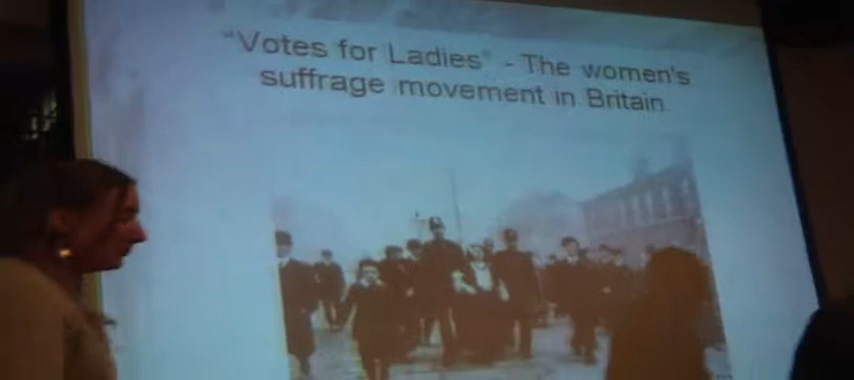 "Votes for Ladies" - The women's
suffrage movement in Britain